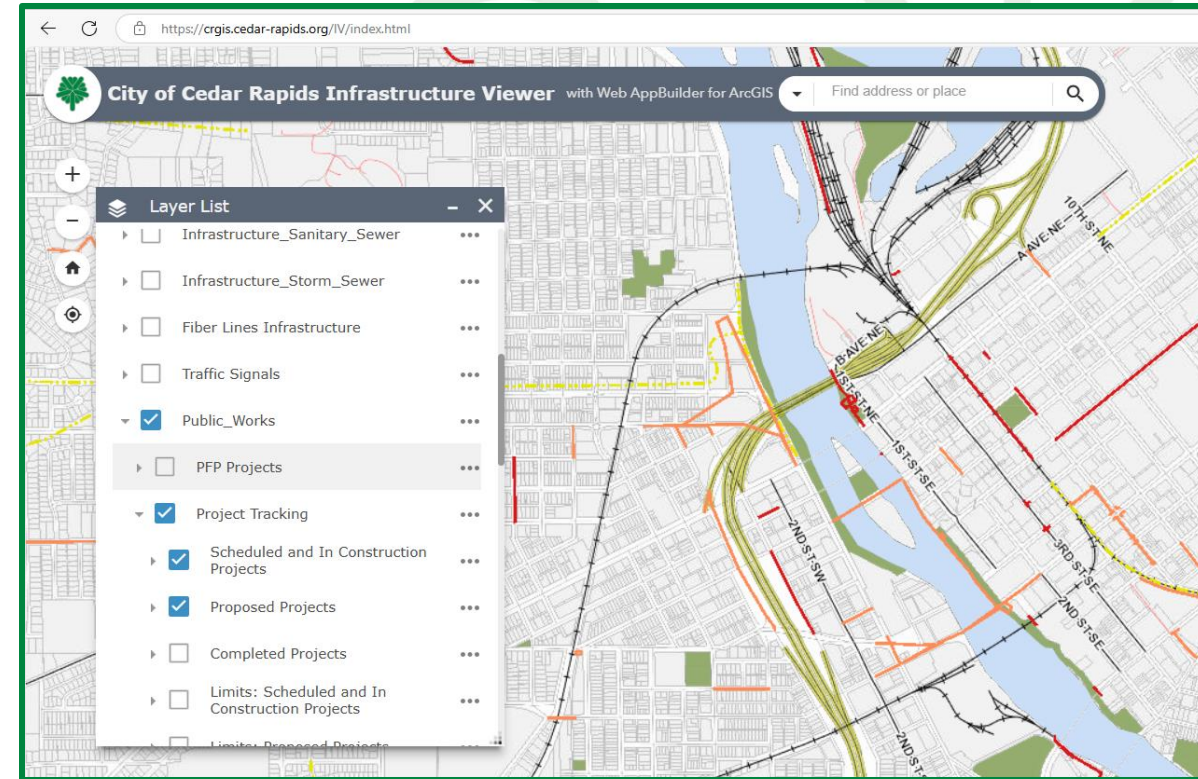 https://crgis.cedar-rapids.org/IV/index.html
City of Cedar Rapids Infrastructure Viewer with Web AppBuilder for ArcGIS
Find address or place
Layer List
Infrastructure_Sanitary_Sewer
Infrastructure_Storm_Sewer
Fiber Lines Infrastructure
Traffic Signals
Public_Works
PFP Projects
Project Tracking
Scheduled and In Construction
Projects
Proposed Projects
Completed Projects
Limits: Scheduled and In
Construction Projects
Limits: Proposed Projects
10TH-ST-NE
A AVE-NE
B-AVE-NE
1ST-ST-NE
1ST-ST-SE
2ND-ST-SW
3RD-ST-SE
2ND-ST-SE